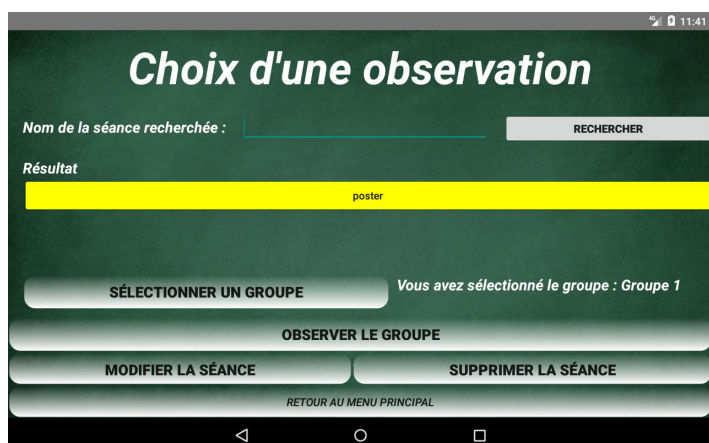 4G 11:41
Choix d'une observation
Nom de la séance recherchée : RECHERCHER
Résultat
poster
SÉLECTIONNER UN GROUPE Vous avez sélectionné le groupe : Groupe 1
OBSERVER LE GROUPE
MODIFIER LA SÉANCE SUPPRIMER LA SÉANCE
RETOUR AU MENU PRINCIPAL